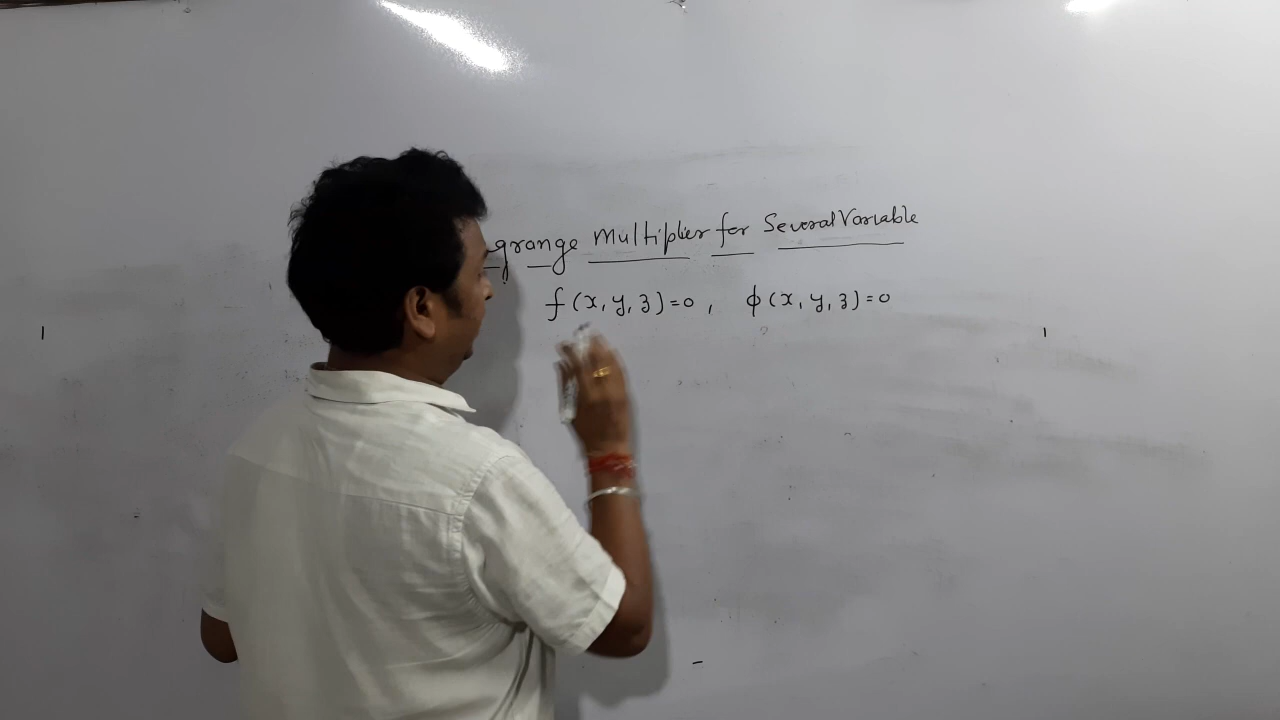 grange Multiplier for Several Variable
f(x, y, z)=0, ϕ(x, y, z)=0